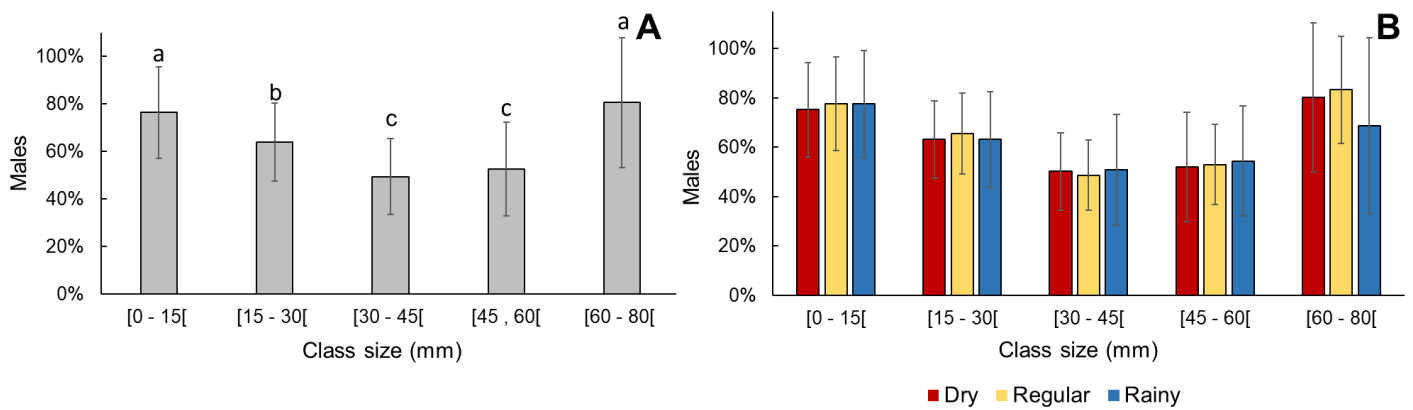 A
100%
80%
60%
40%
20%
0%
Males
a
b
c
c
a
[0 - 15[
[15 - 30[
[30 - 45[
[45 , 60[
[60 - 80[
Class size (mm)
B
100%
80%
60%
40%
20%
0%
Males
[0 - 15[
[15 - 30[
[30 - 45[
[45 - 60[
[60 - 80[
Class size (mm)
Dry Regular Rainy